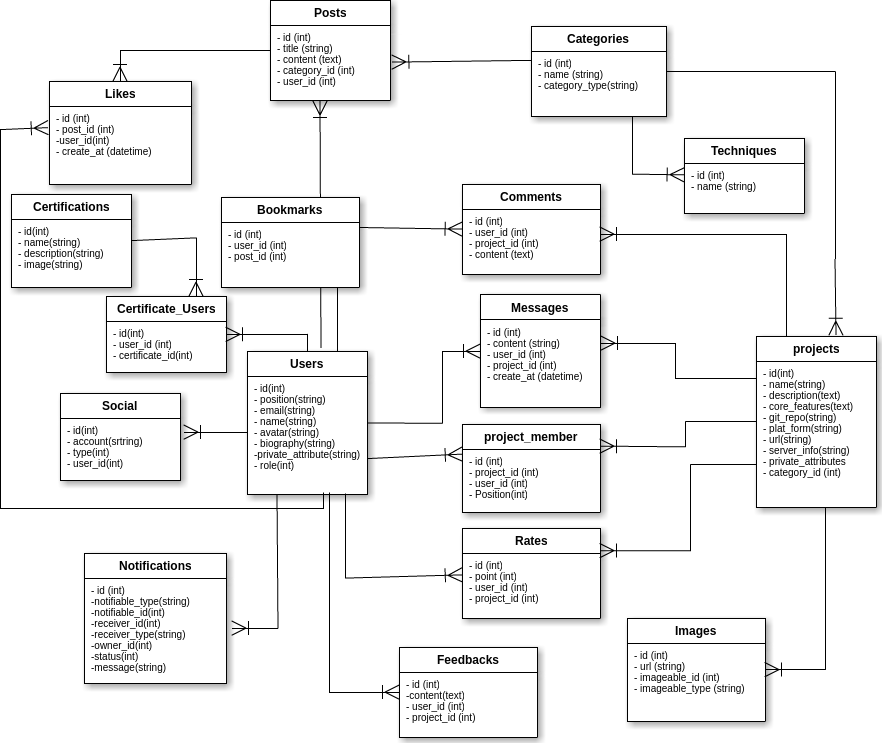 Posts
- id (int)
- title (string)
- content (text)
- category_id (int)
- user_id (int)
Categories
- id (int)
- name (string)
- category_type(string)
Likes
- id (int)
- post_id (int)
-user_id(int)
- create_at (datetime)
Techniques
- id (int)
- name (string)
Certifications
- id(int)
- name(string)
- description(string)
- image(string)
Bookmarks
- id (int)
- user_id (int)
- post_id (int)
Comments
- id (int)
- user_id (int)
- project_id (int)
- content (text)
Certificate_Users
- id(int)
- user_id (int)
- certificate_id(int)
Messages
- id (int)
- content (string)
- user_id (int)
- project_id (int)
- create_at (datetime)
projects
- id(int)
- name(string)
- description(text)
- core_features(text)
- git_repo(string)
- plat_form(string)
- url(string)
- server_info(string)
- private_attributes
- category_id (int)
Users
- id(int)
- position(string)
- email(string)
- name(string)
- avatar(string)
- biography(string)
-private_attribute(string)
- role(int)
Social
- id(int)
- account(strring)
- type(int)
- user_id(int)
project_member
- id (int)
- project_id (int)
- user_id (int)
- Position(int)
Rates
- id (int)
- point (int)
- user_id (int)
- project_id (int)
Notifications
- id (int)
-notifiable_type(string)
-notifiable_id(int)
-receiver_id(int)
-receiver_type(string)
-owner_id(int)
-status(int)
-message(string)
Images
- id (int)
- url (string)
- imageable_id (int)
- imageable_type (string)
Feedbacks
- id (int)
-content(text)
- user_id (int)
- project_id (int)